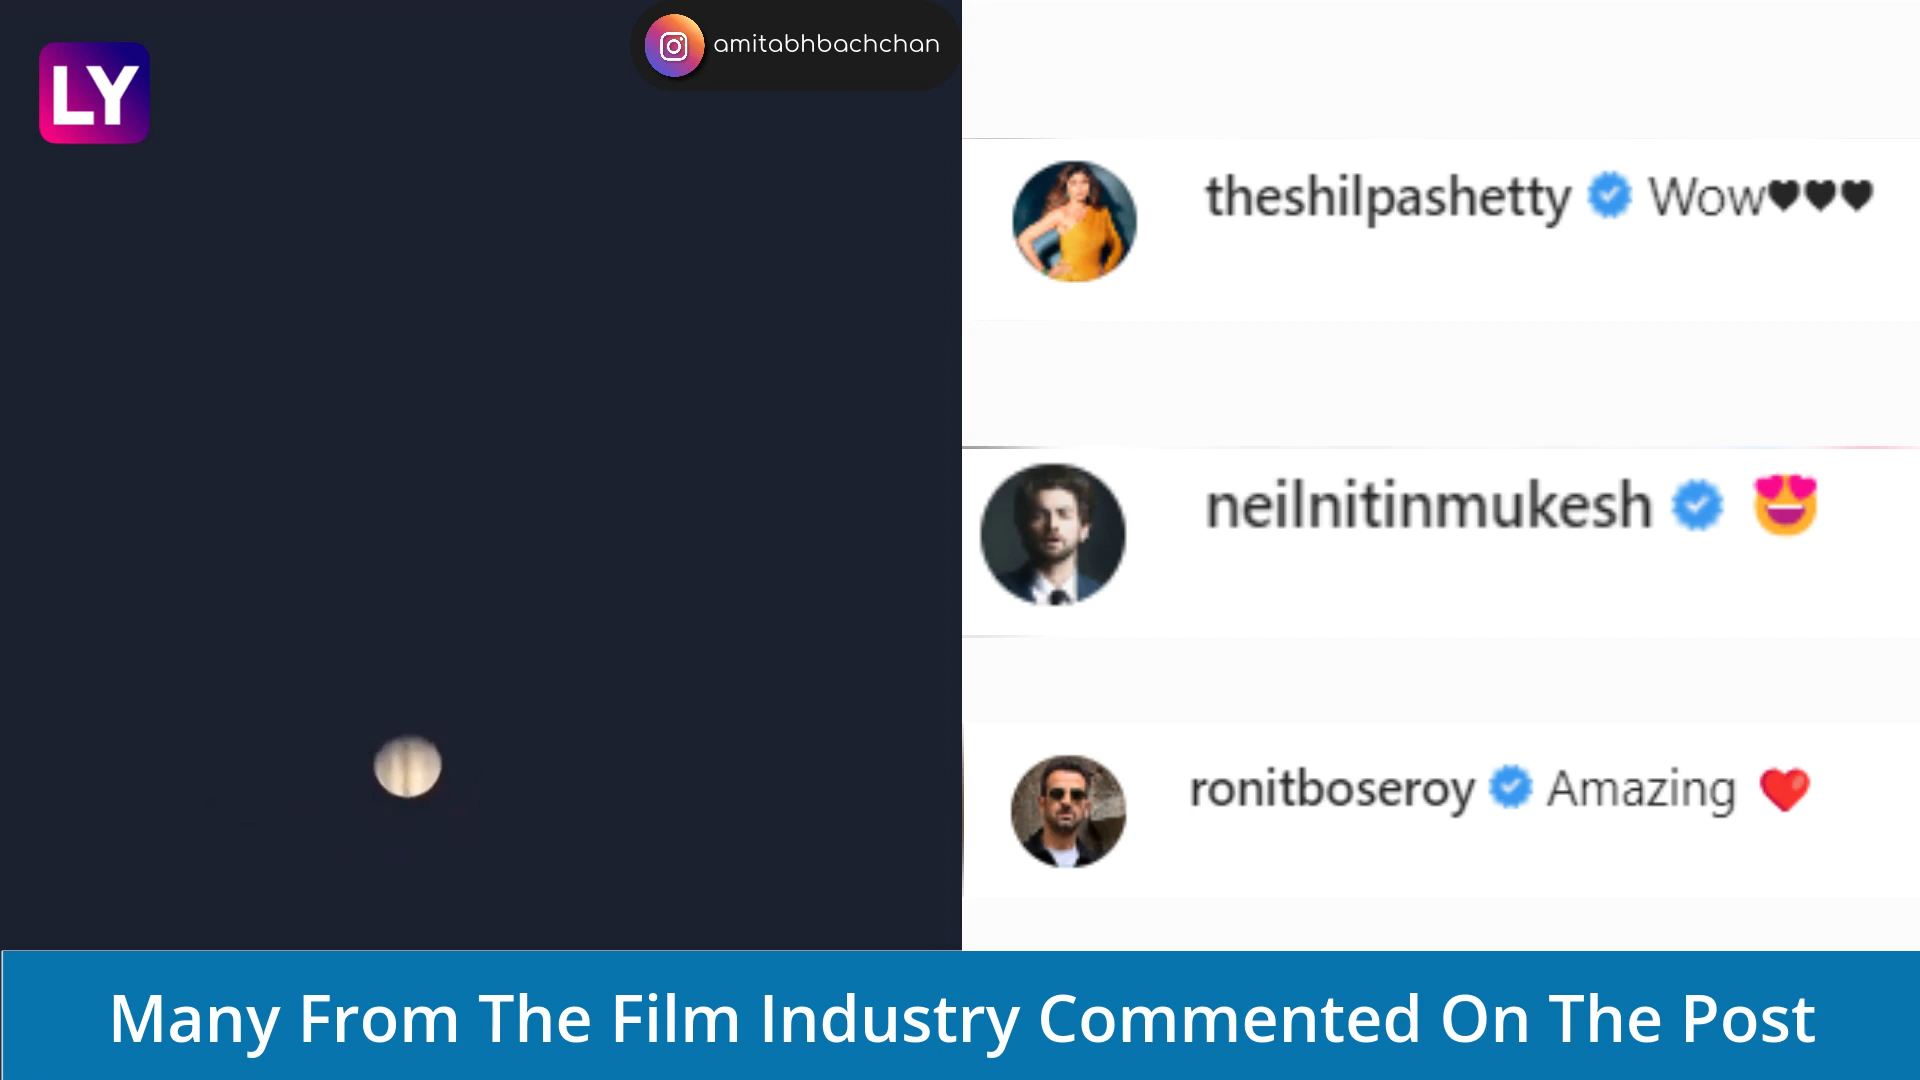 LY
amitabhbachchan
theshilpashetty Wow🖤🖤🖤
neilnitinmukesh 😍
ronitboseroy Amazing ❤️
Many From The Film Industry Commented On The Post